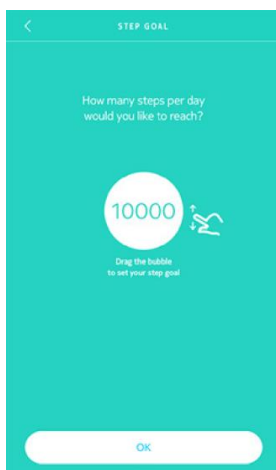 STEP GOAL
How many steps per day
would you like to reach?
10000
Drag the bubble
to set your step goal
OK